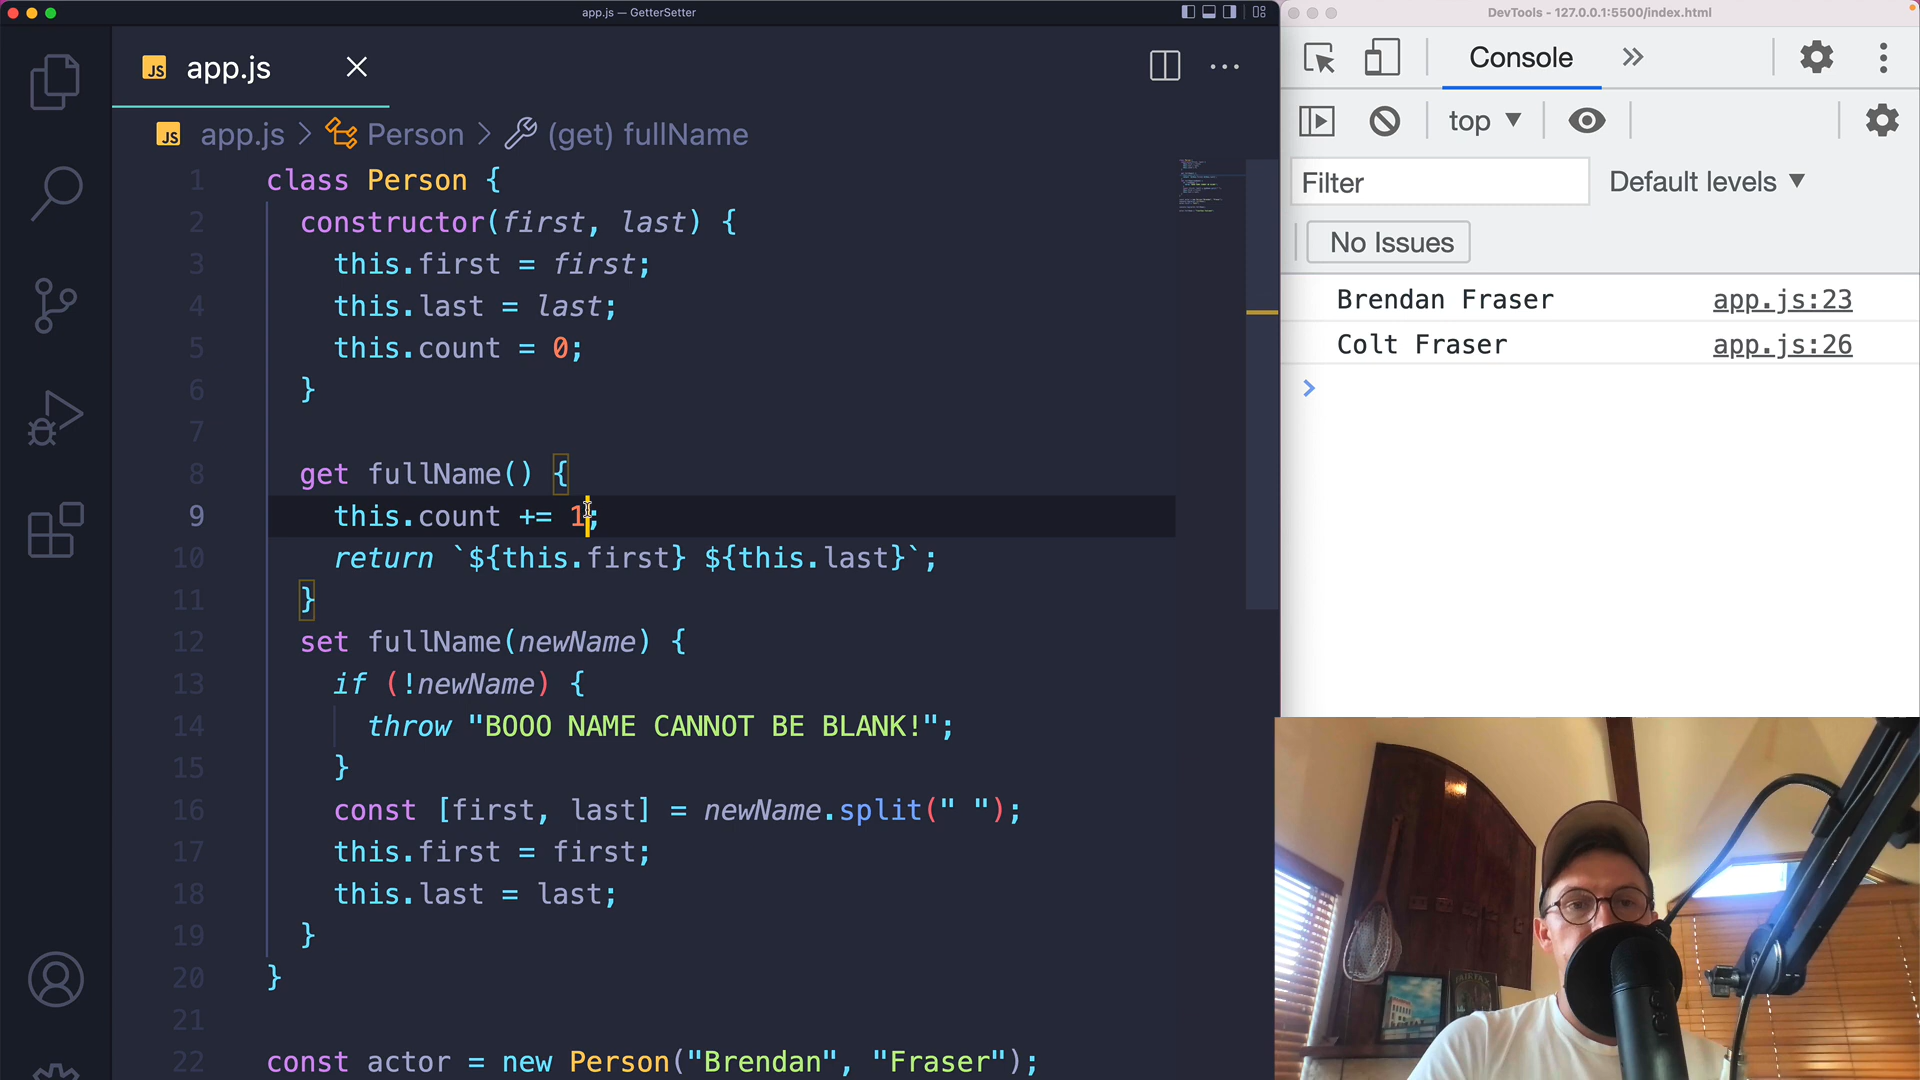 app.js — GetterSetter
JS app.js
JS app.js > Person > (get) fullName
1 class Person {
2 constructor(first, last) {
3 this.first = first;
4 this.last = last;
5 this.count = 0;
6 }
7
8 get fullName() {
9 this.count += 1;
10 return `${this.first} ${this.last}`;
11 }
12 set fullName(newName) {
13 if (!newName) {
14 throw "BOOO NAME CANNOT BE BLANK!";
15 }
16 const [first, last] = newName.split(" ");
17 this.first = first;
18 this.last = last;
19 }
20 }
21
22 const actor = new Person("Brendan", "Fraser");
DevTools - 127.0.0.1:5500/index.html
Console
top
Filter
Default levels
No Issues
Brendan Fraser app.js:23
Colt Fraser app.js:26